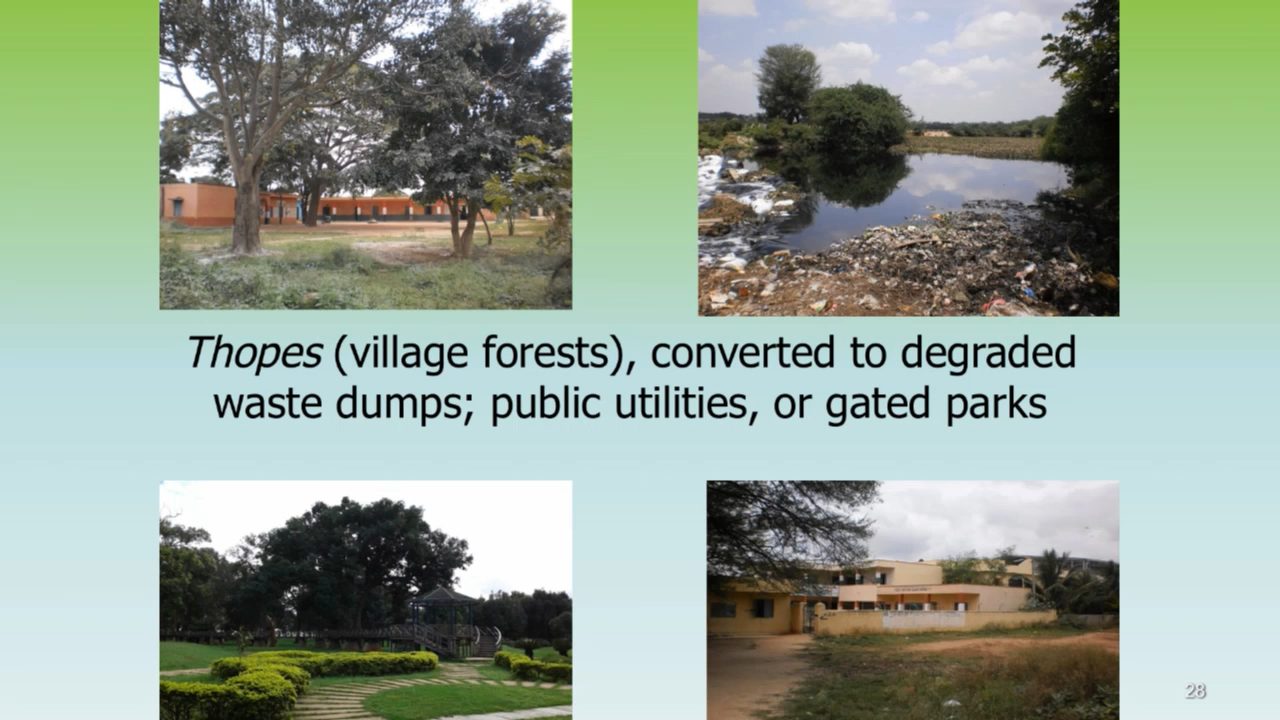 Thopes (village forests), converted to degraded
waste dumps; public utilities, or gated parks
28